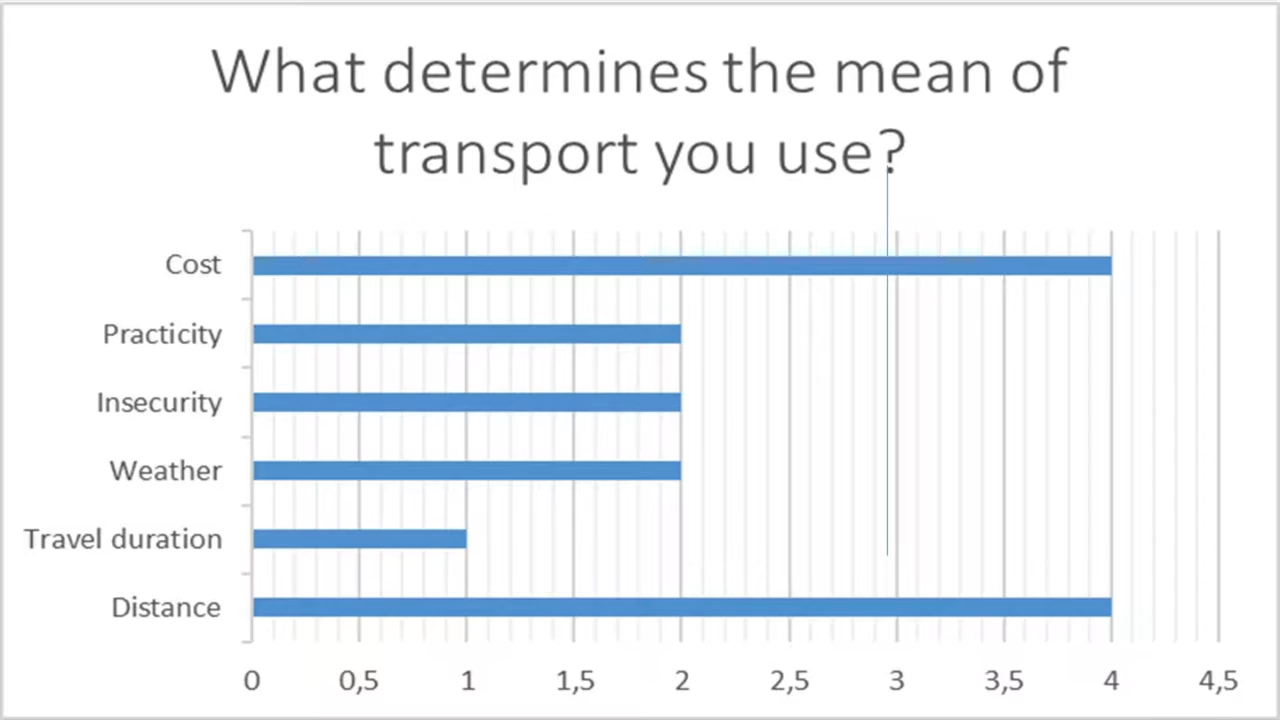 What determines the mean of
transport you use?
Cost
Practicity
Insecurity
Weather
Travel duration
Distance
0 0,5 1 1,5 2 2,5 3 3,5 4 4,5